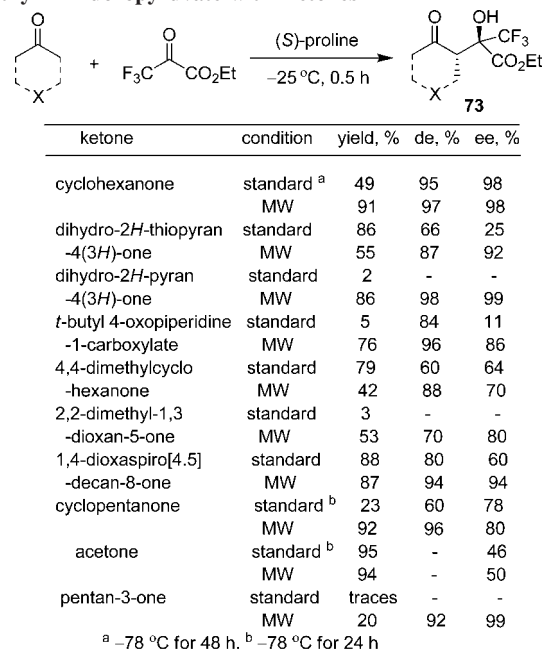 O
OH
O
O
(S)-proline
CF3
+
F3C
CO2Et
CO2Et
–25 °C, 0.5 h
X
X
73
ketone condition yield, % de, % ee, %
cyclohexanone standard a 49 95 98
MW 91 97 98
dihydro-2H-thiopyran standard 86 66 25
-4(3H)-one MW 55 87 92
dihydro-2H-pyran standard 2 - -
-4(3H)-one MW 86 98 99
t-butyl 4-oxopiperidine standard 5 84 11
-1-carboxylate MW 76 96 86
4,4-dimethylcyclo standard 79 60 64
-hexanone MW 42 88 70
2,2-dimethyl-1,3 standard 3 - -
-dioxan-5-one MW 53 70 80
1,4-dioxaspiro[4.5] standard 88 80 60
-decan-8-one MW 87 94 94
cyclopentanone standard b 23 60 78
MW 92 96 80
acetone standard b 95 - 46
MW 94 - 50
pentan-3-one standard traces - -
MW 20 92 99
a –78 °C for 48 h, b –78 °C for 24 h